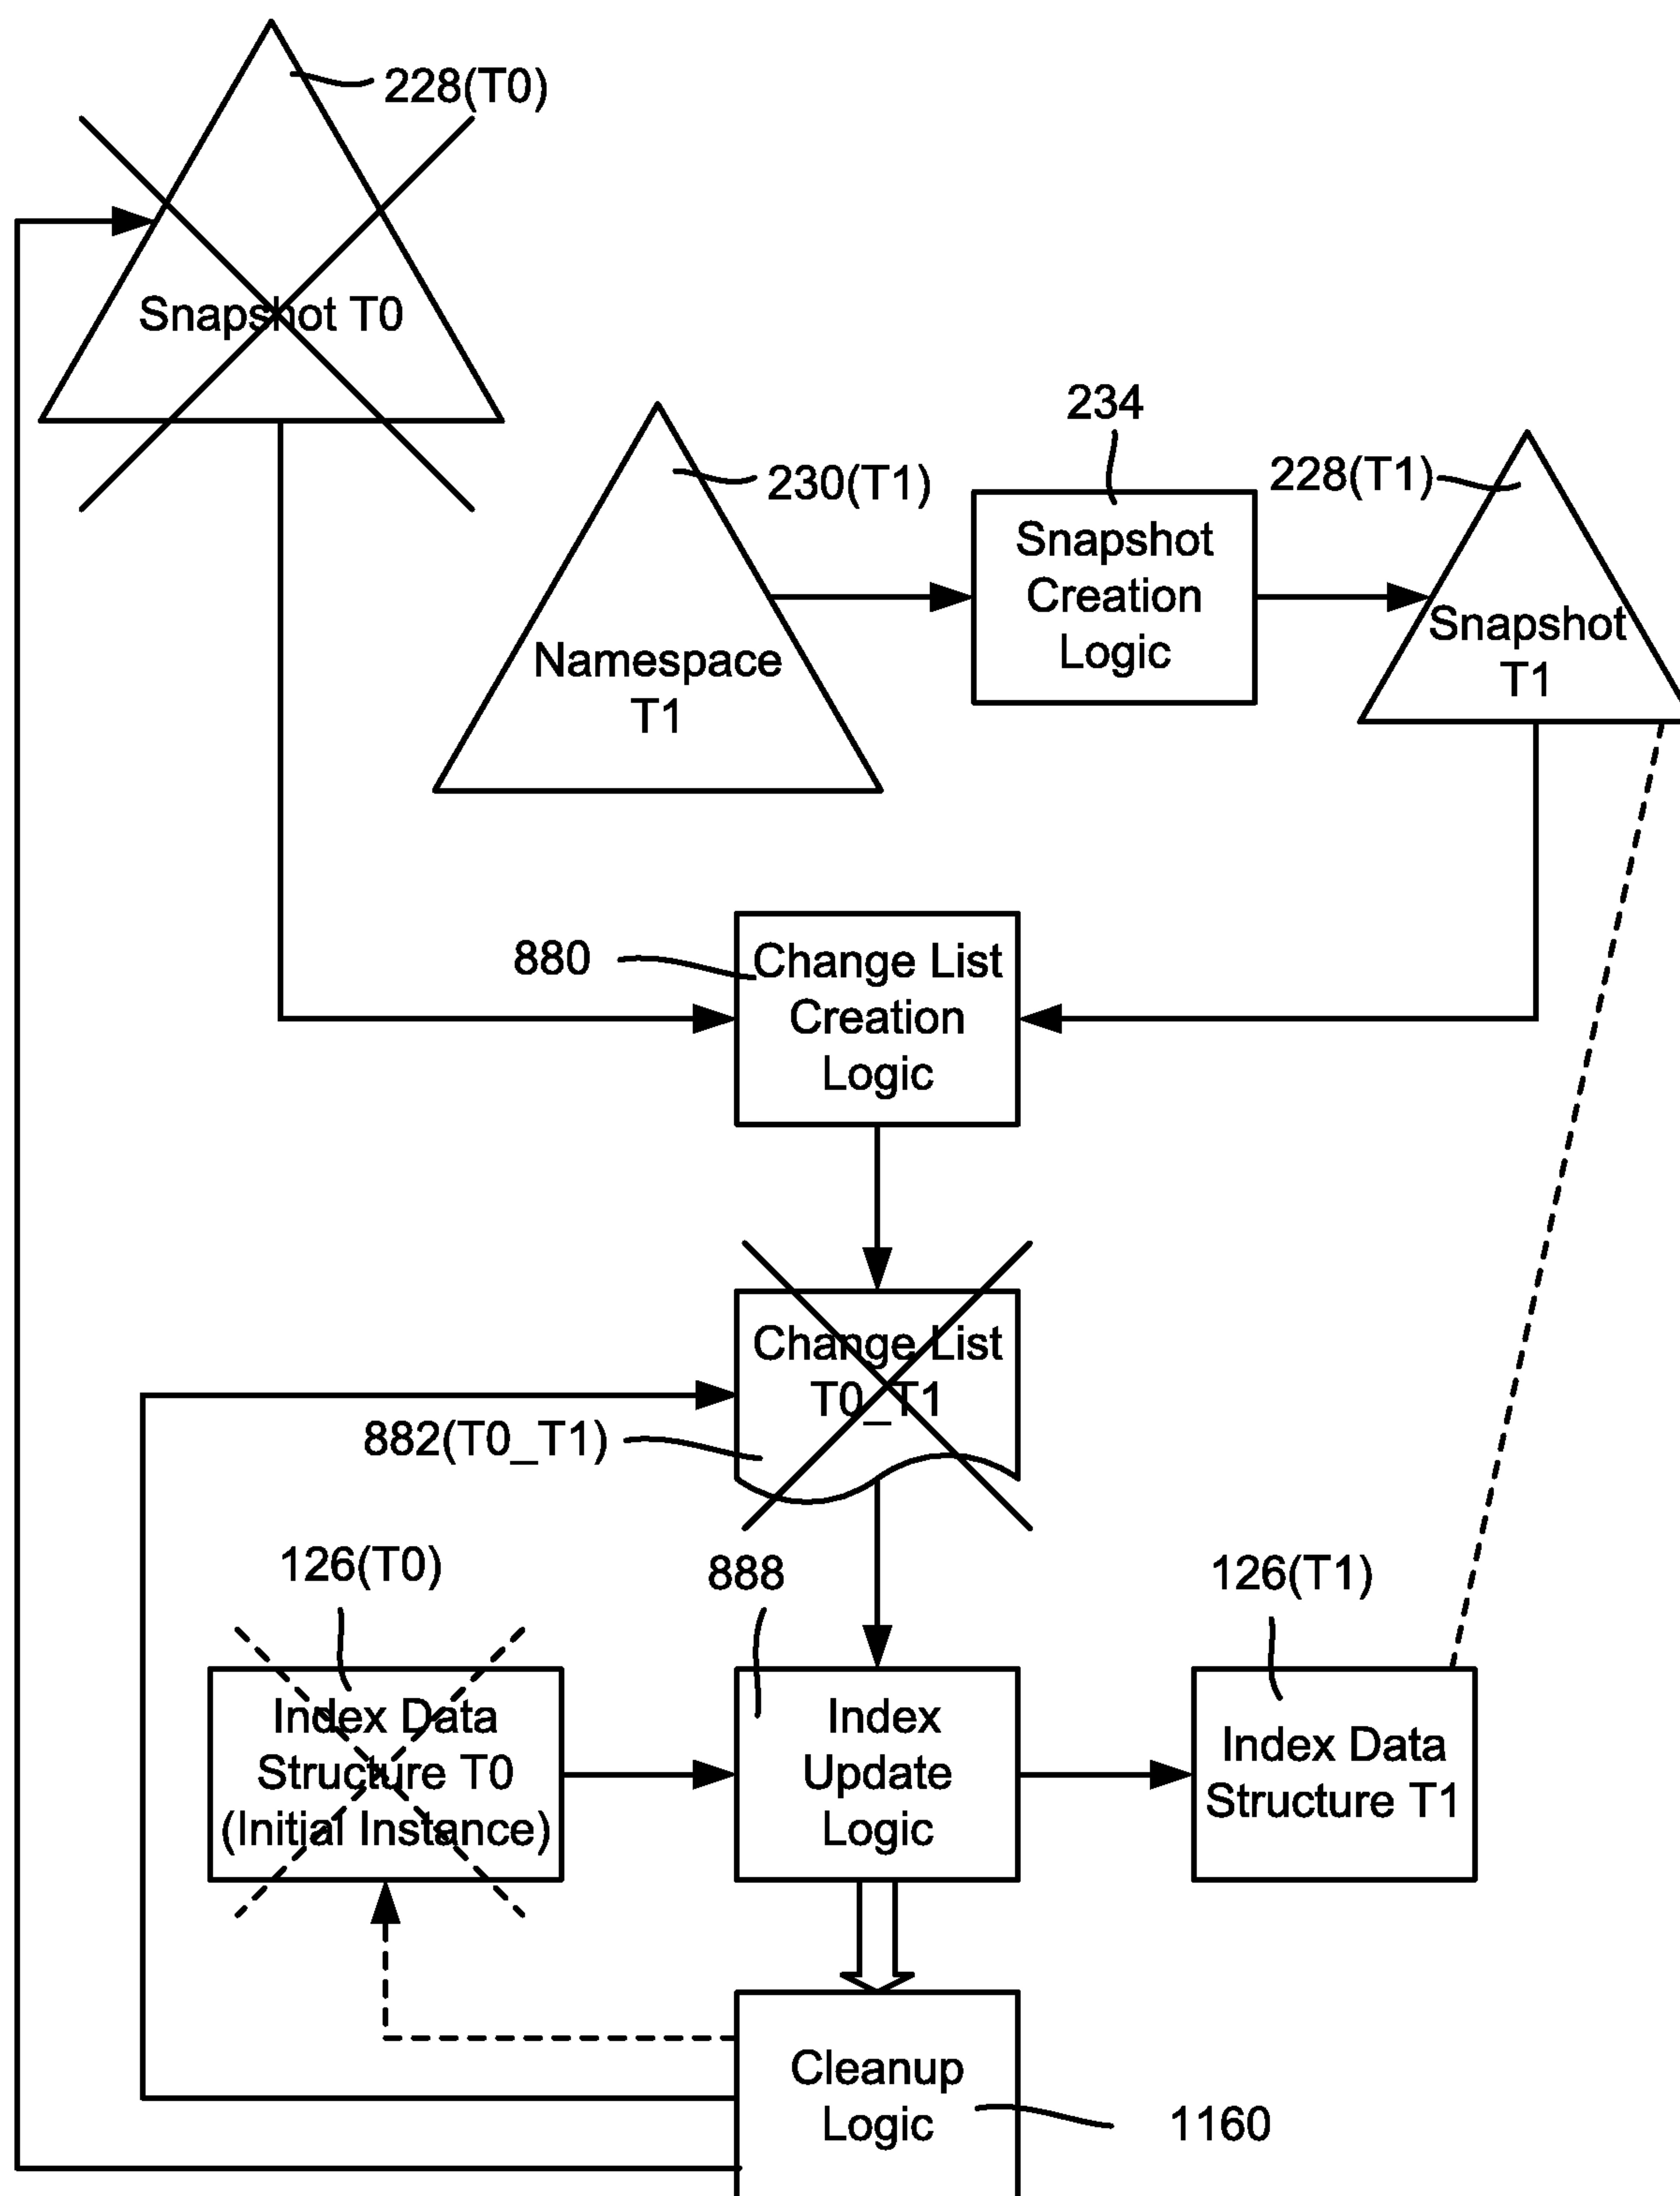 228(T0)
Snapshot T0
234
230(T1)
228(T1)
Snapshot
Creation
Logic
Namespace
T1
Snapshot
T1
880
Change List
Creation
Logic
Change List
T0_T1
882(T0_T1)
126(T0)
888
126(T1)
Index Data
Structure T0
(Initial Instance)
Index
Update
Logic
Index Data
Structure T1
Cleanup
Logic
1160